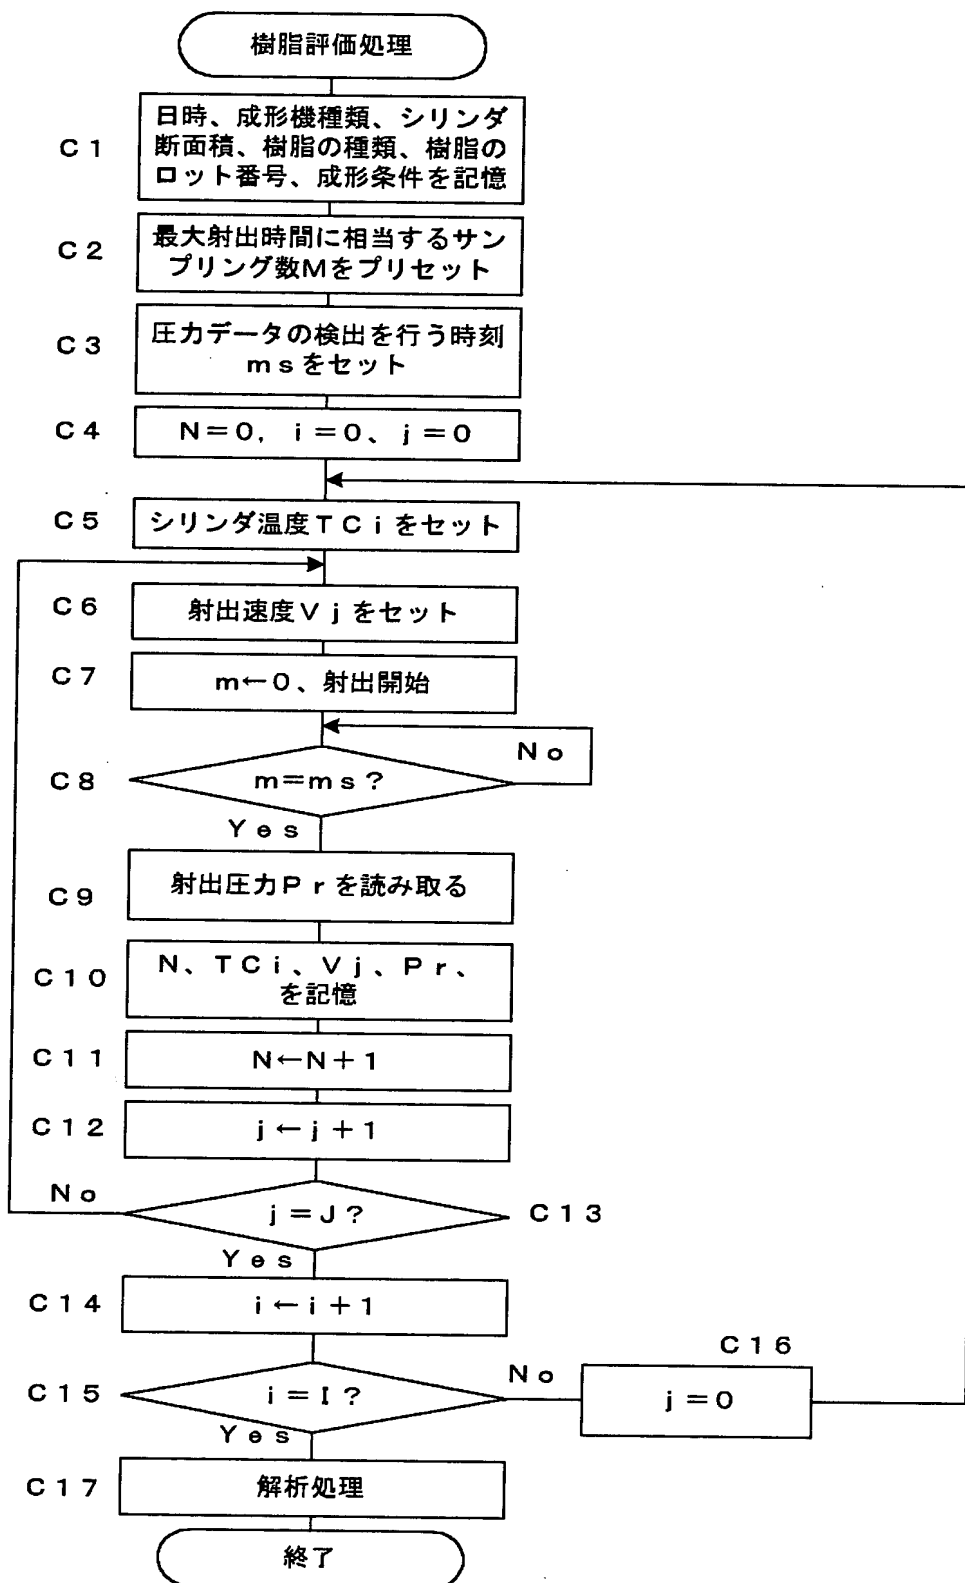 樹脂評価処理
C1
日時、成形機種類、シリンダ
断面積、樹脂の種類、樹脂の
ロット番号、成形条件を記憶
C2
最大射出時間に相当するサン
プリング数Mをプリセット
C3
圧力データの検出を行う時刻
msをセット
C4
N=0, i=0、j=0
C5
シリンダ温度TCiをセット
C6
射出速度Vjをセット
C7
m←0、射出開始
No
C8
m=ms?
Yes
C9
射出圧力Prを読み取る
C10
N、TCi、Vj、Pr、
を記憶
C11
N←N+1
C12
j←j+1
No
j=J?
C13
Yes
C14
i←i+1
C15
i=I?
No
C16
j=0
Yes
C17
解析処理
終了